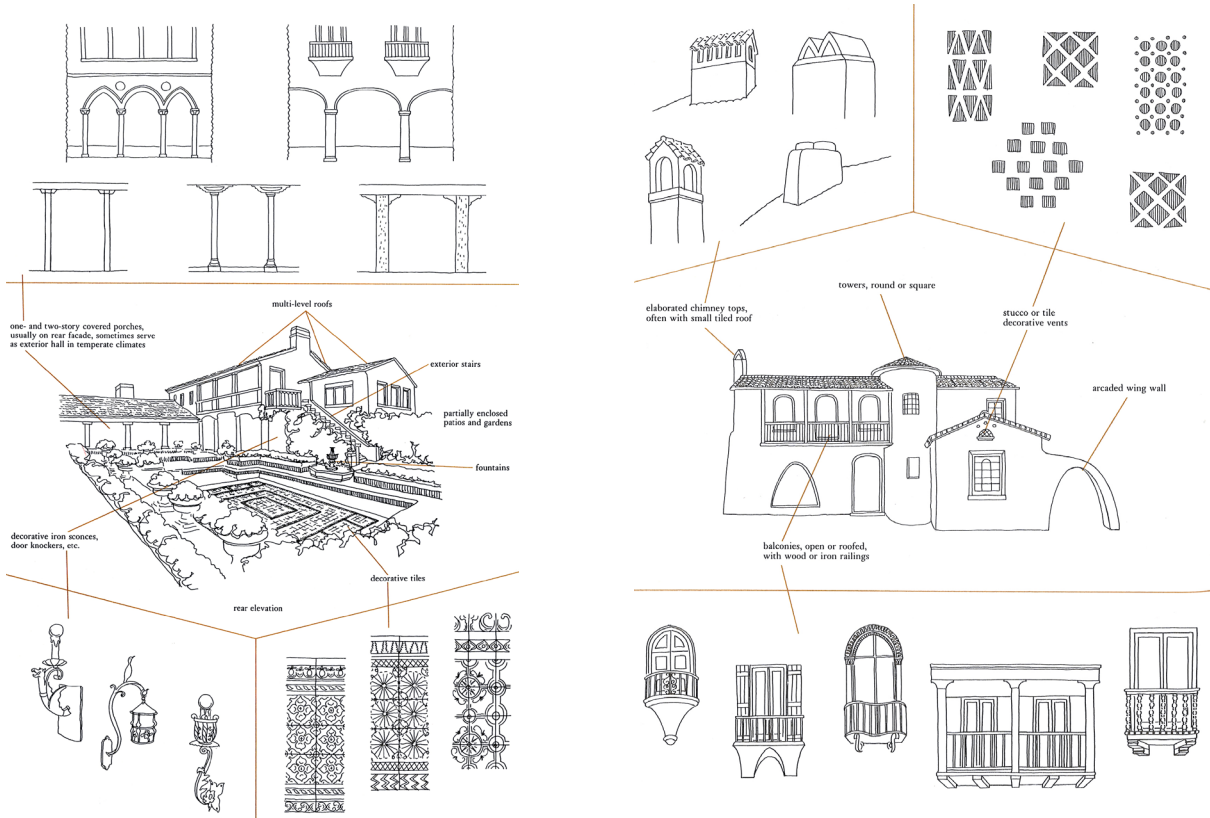 multi-level roofs
one- and two-story covered porches,
usually on rear facade, sometimes serve
as exterior hall in temperate climates
exterior stairs
partially enclosed
patios and gardens
fountains
decorative iron sconces,
door knockers, etc.
decorative tiles
rear elevation
elaborated chimney tops,
often with small tiled roof
towers, round or square
stucco or tile
decorative vents
arcaded wing wall
balconies, open or roofed,
with wood or iron railings